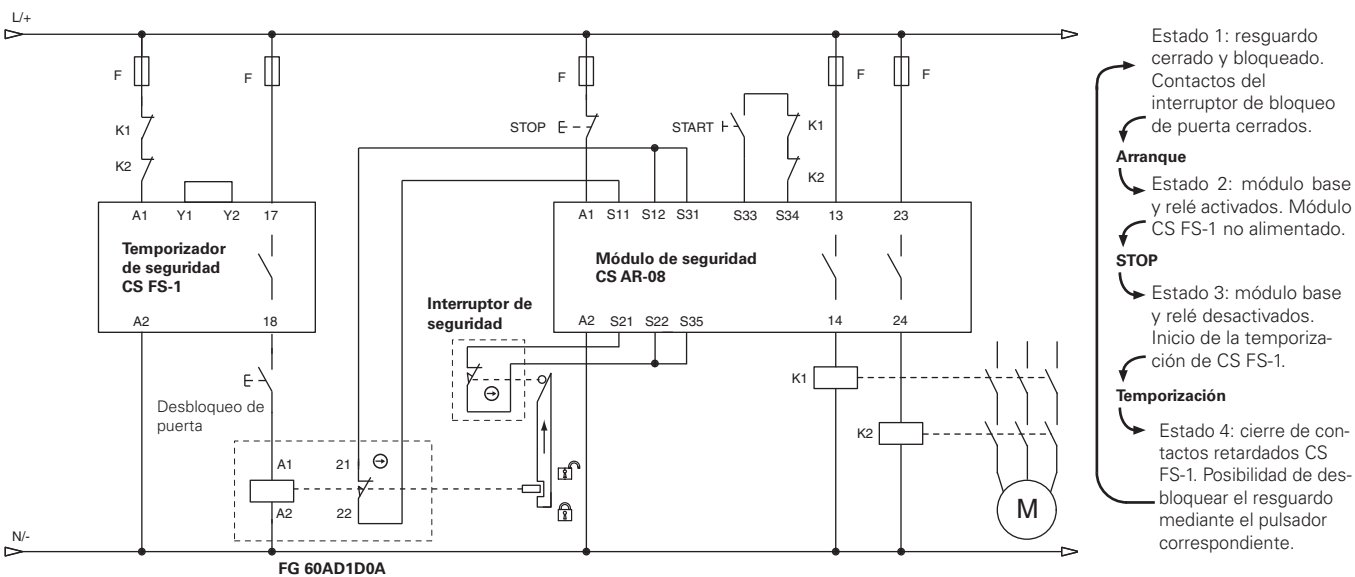 L/+
F
F
F
F
F
K1
K2
STOP
START
K1
K2
A1 Y1 Y2 17
Temporizador
de seguridad
CS FS-1
A2 18
A1 S11 S12 S31 S33 S34 13 23
Módulo de seguridad
CS AR-08
A2 S21 S22 S35 14 24
Interruptor de
seguridad
Desbloqueo de
puerta
A1
A2
21
22
K1
K2
M
N/-
FG 60AD1D0A
Estado 1: resguardo
cerrado y bloqueado.
Contactos del
interruptor de bloqueo
de puerta cerrados.
Arranque
Estado 2: módulo base
y relé activados. Módulo
CS FS-1 no alimentado.
STOP
Estado 3: módulo base
y relé desactivados.
Inicio de la temporiza-
ción de CS FS-1.
Temporización
Estado 4: cierre de con-
tactos retardados CS
FS-1. Posibilidad de des-
bloquear el resguardo
mediante el pulsador
correspondiente.